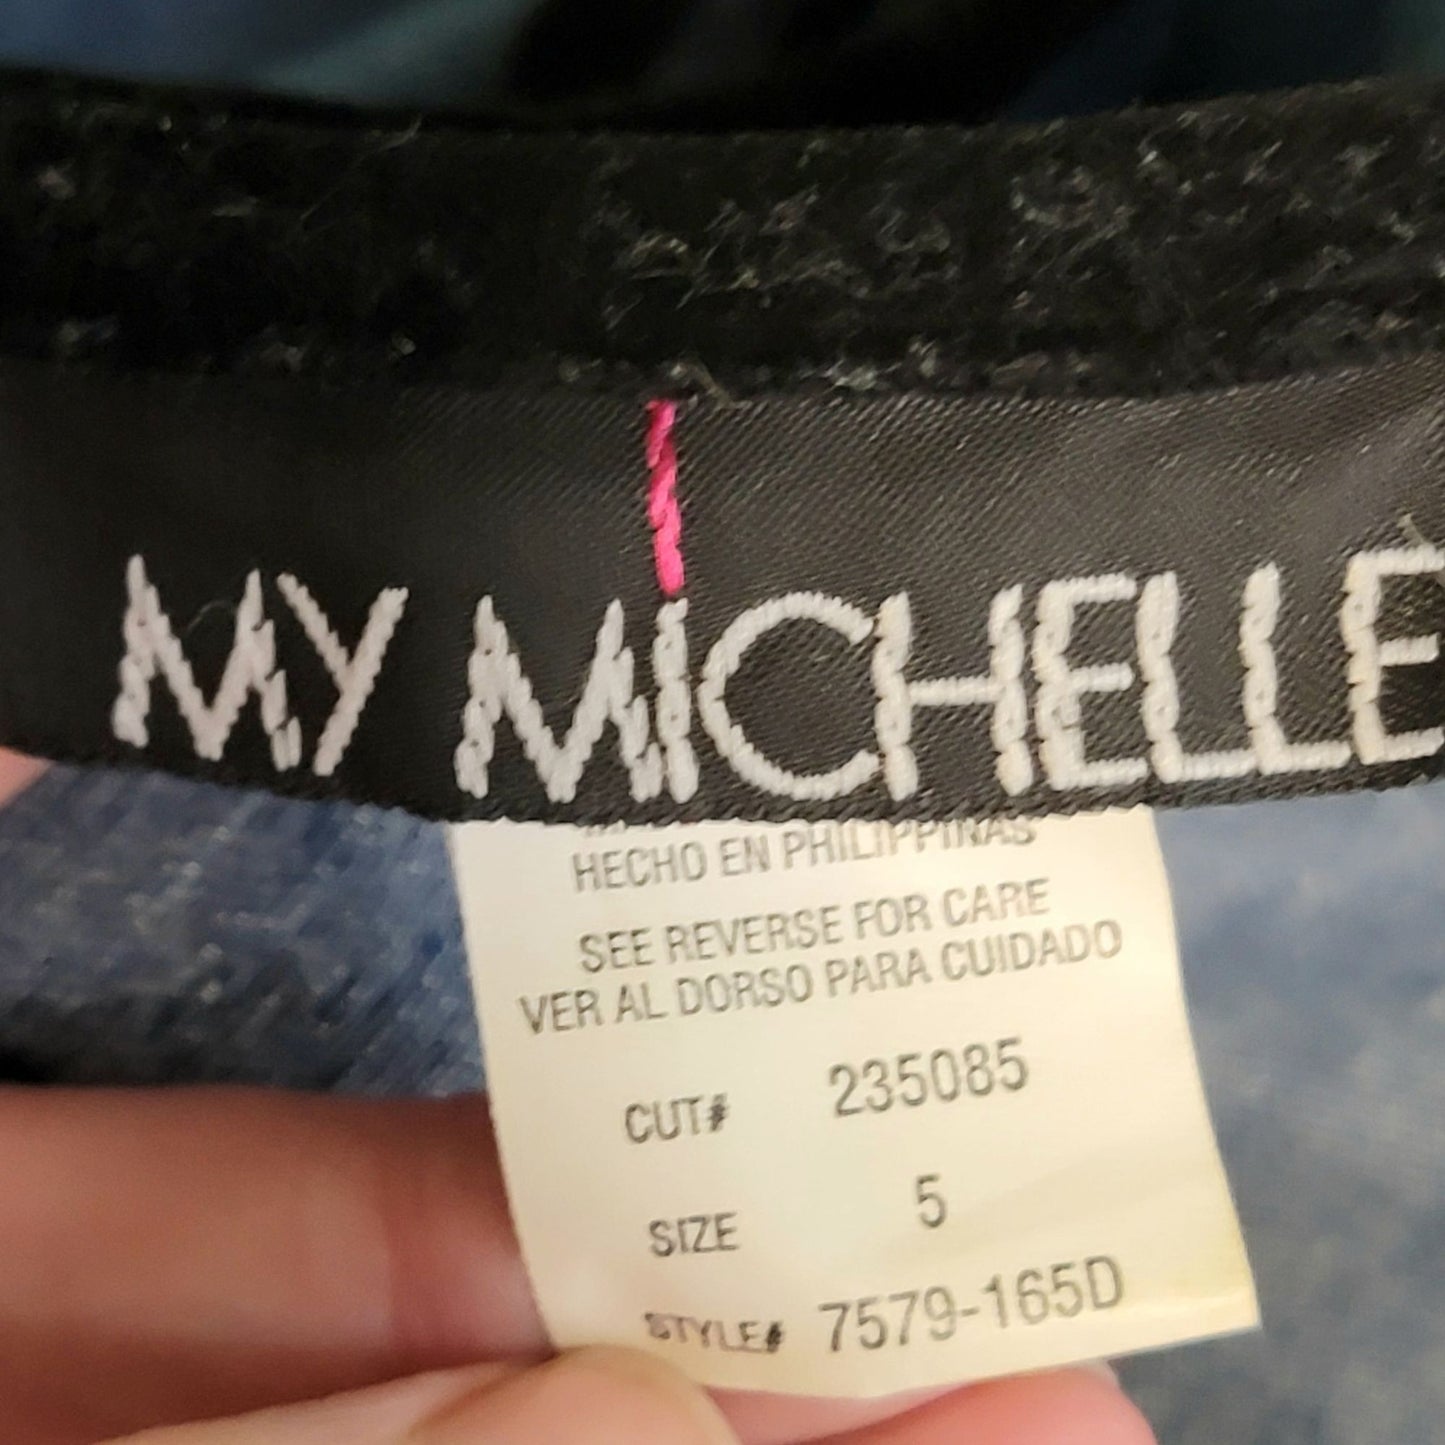 MY MiCHELLE
HECHO EN PHILIPPINAS
SEE REVERSE FOR CARE
VER AL DORSO PARA CUIDADO
CUT# 235085
SIZE 5
STYLE# 7579-165D